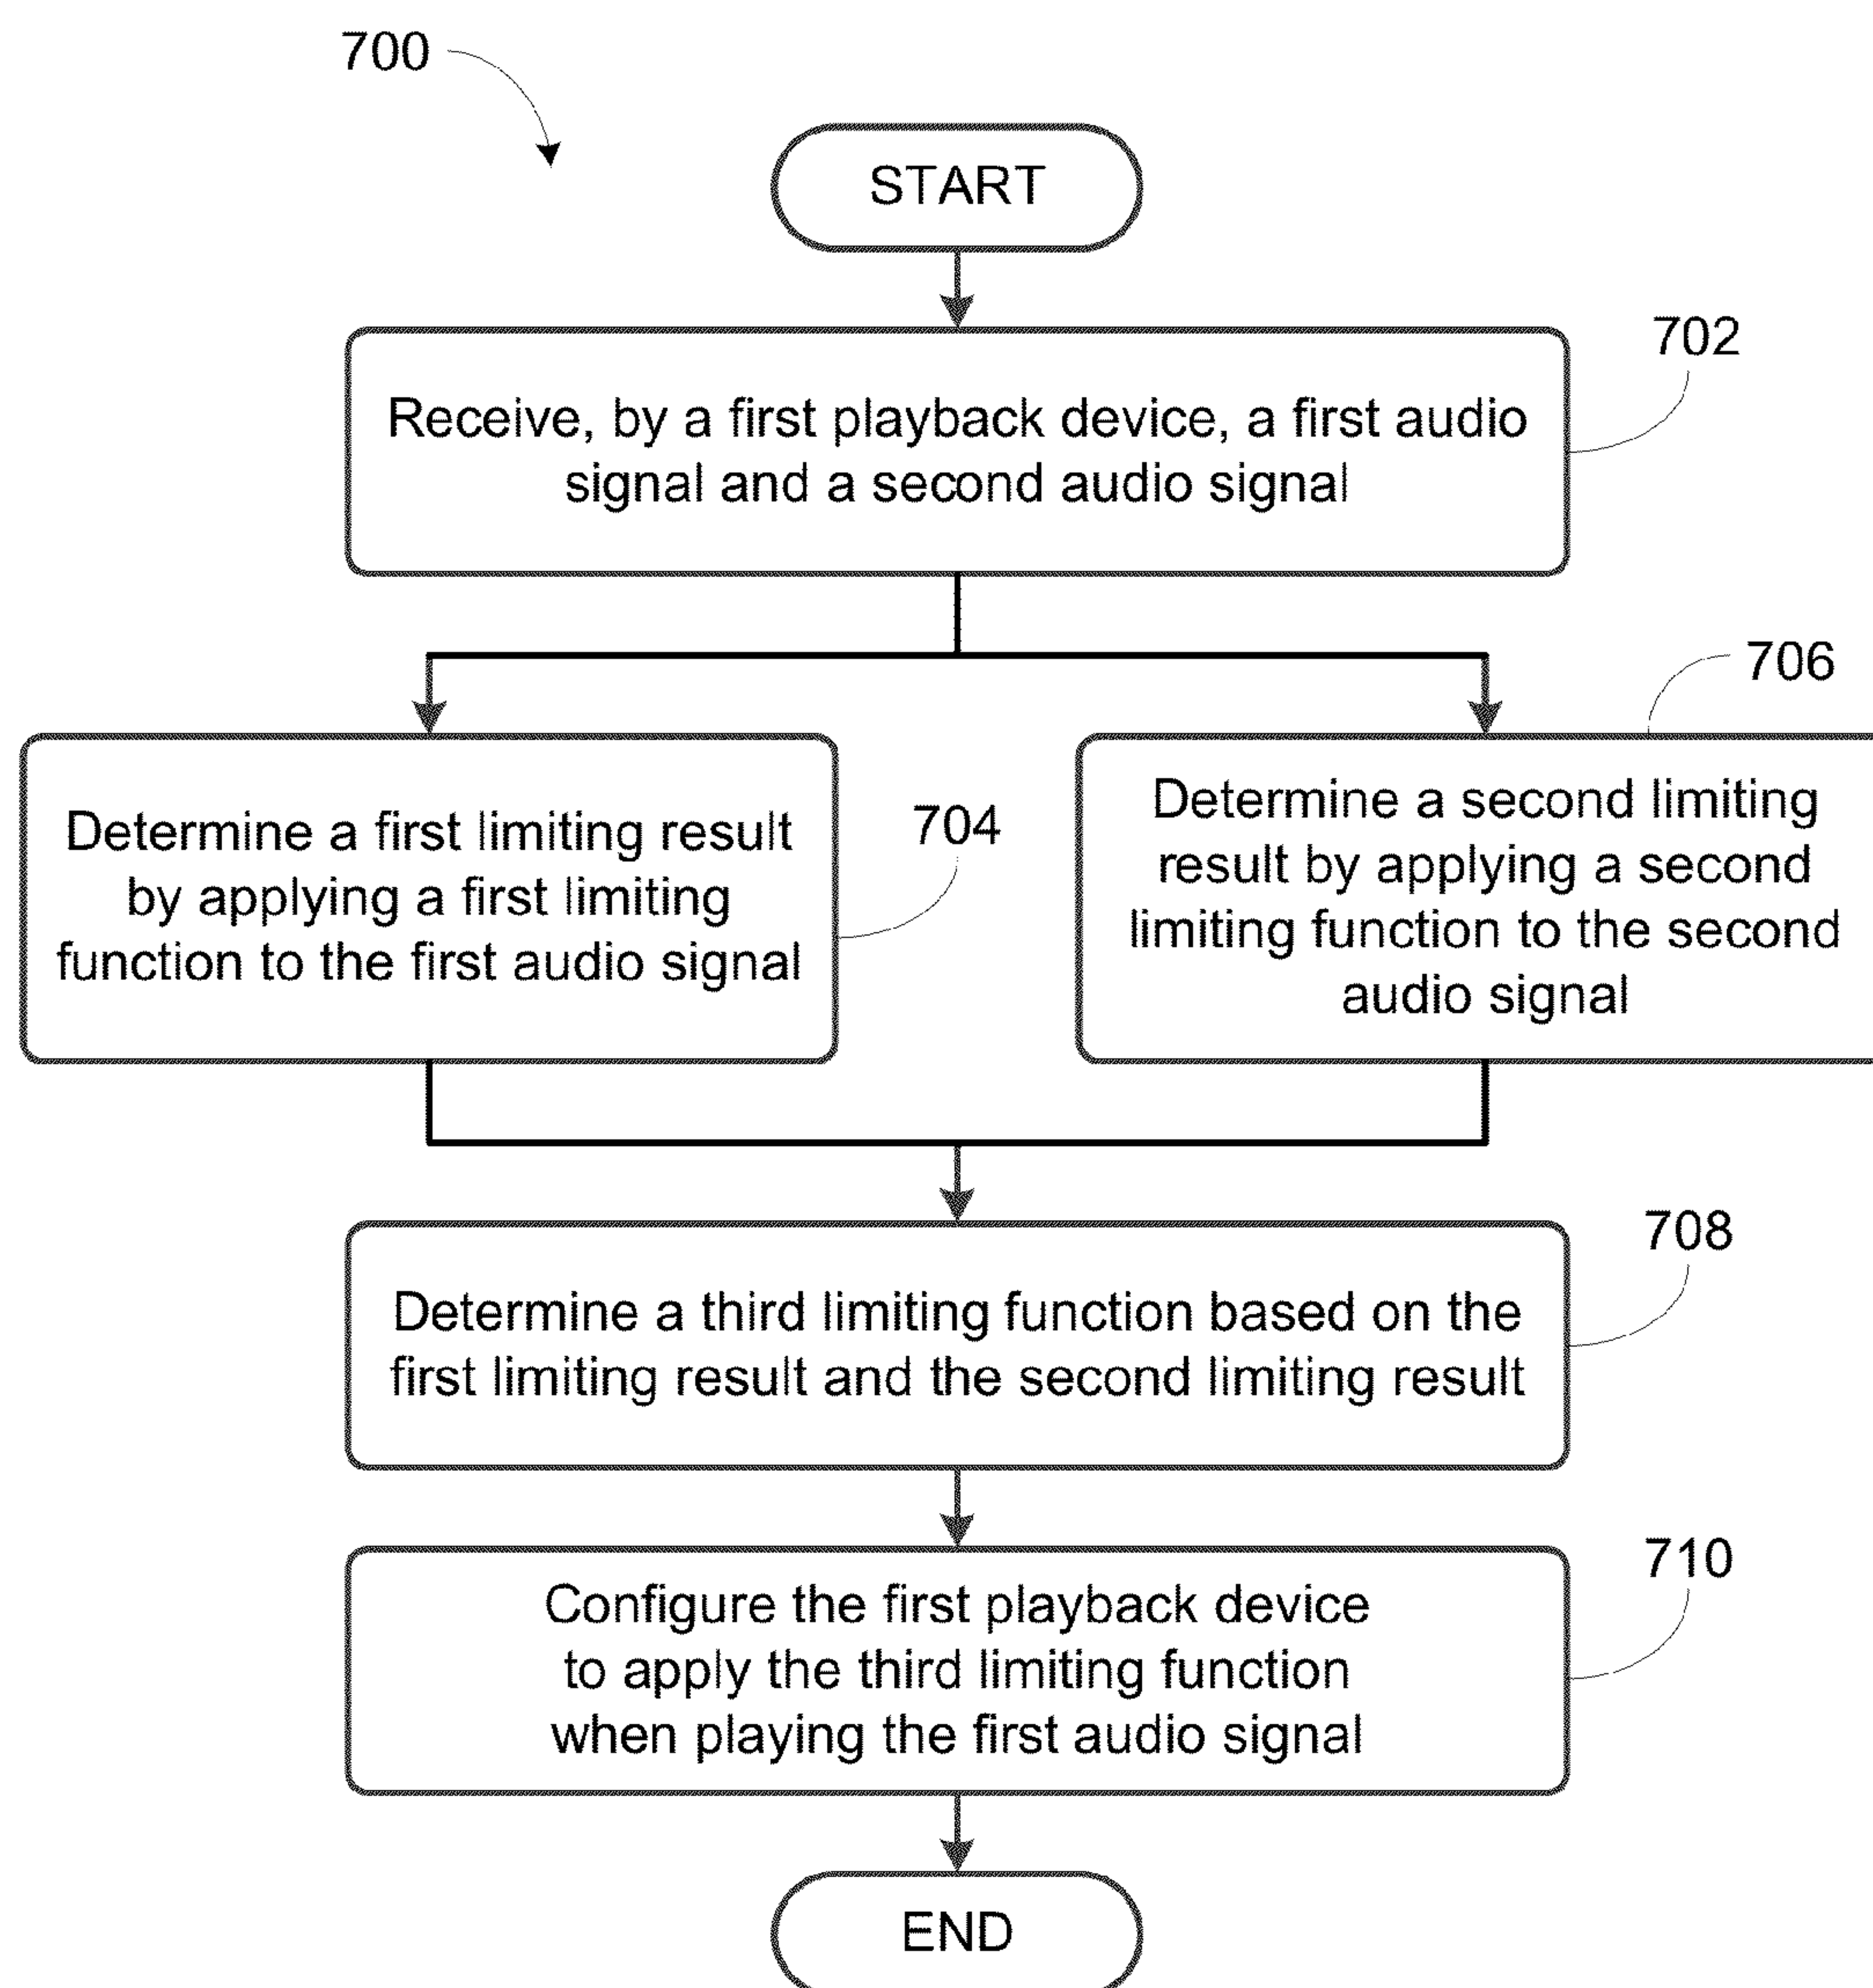 700
START
702
Receive, by a first playback device, a first audio
signal and a second audio signal
706
Determine a first limiting result
by applying a first limiting
function to the first audio signal
704
Determine a second limiting
result by applying a second
limiting function to the second
audio signal
708
Determine a third limiting function based on the
first limiting result and the second limiting result
710
Configure the first playback device
to apply the third limiting function
when playing the first audio signal
END